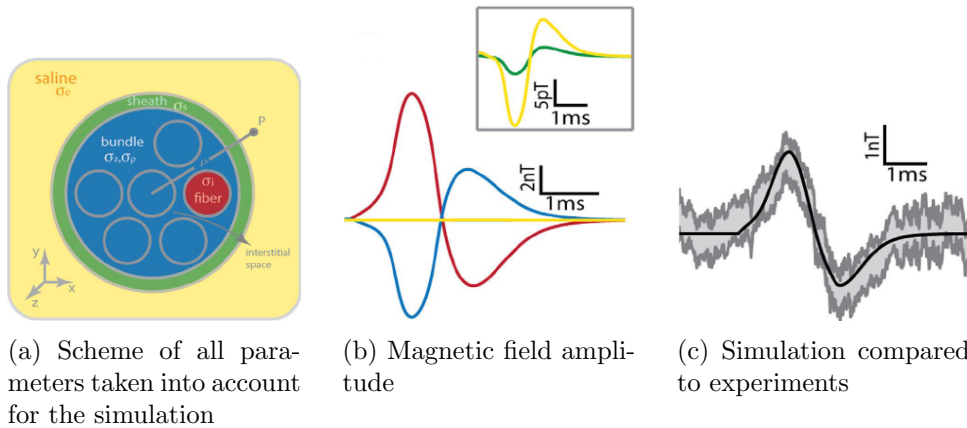 saline
σe
sheath σs
P
bundle
σz,σρ
ρ
σi
fiber
interstitial
space
y
x
z
5pT
1ms
2nT
1ms
1nT
1ms
(a) Scheme of all para-
meters taken into account
for the simulation
(b) Magnetic field ampli-
tude
(c) Simulation compared
to experiments